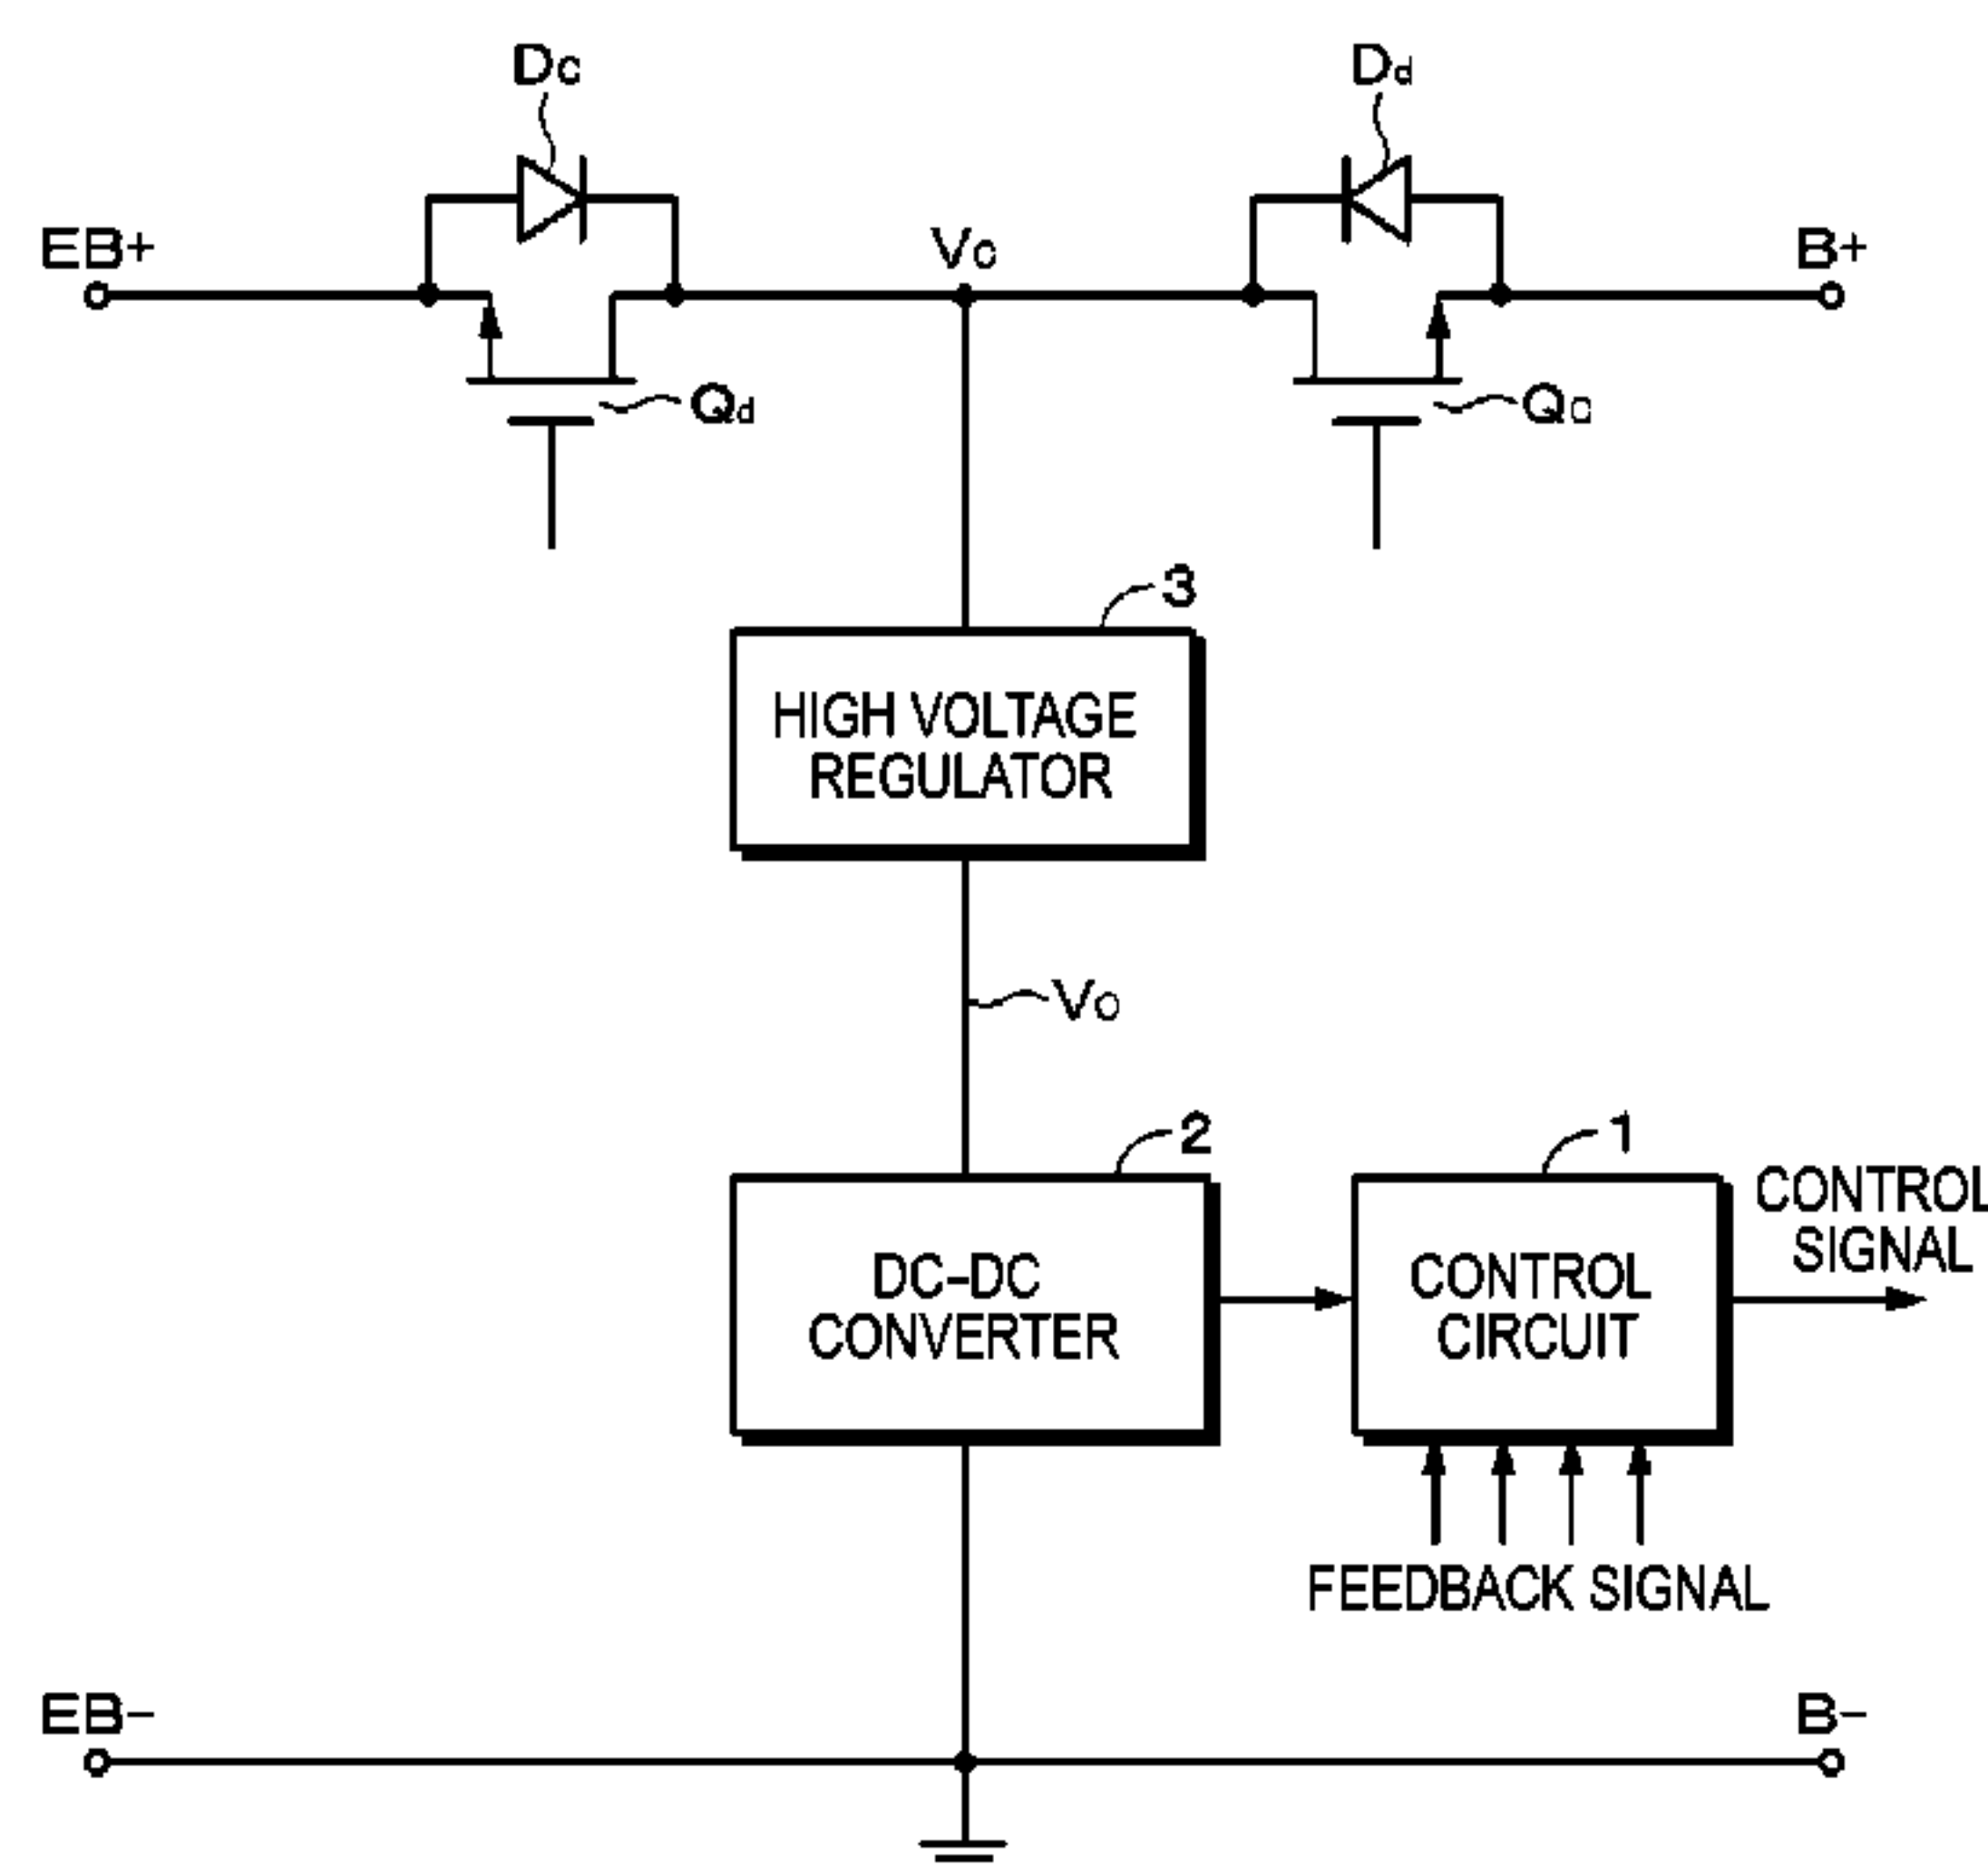 Dc
Dd
EB+
Vc
B+
Qd
Qc
3
HIGH VOLTAGE
REGULATOR
Vo
2
1
CONTROL
SIGNAL
DC-DC
CONVERTER
CONTROL
CIRCUIT
FEEDBACK SIGNAL
EB-
B-